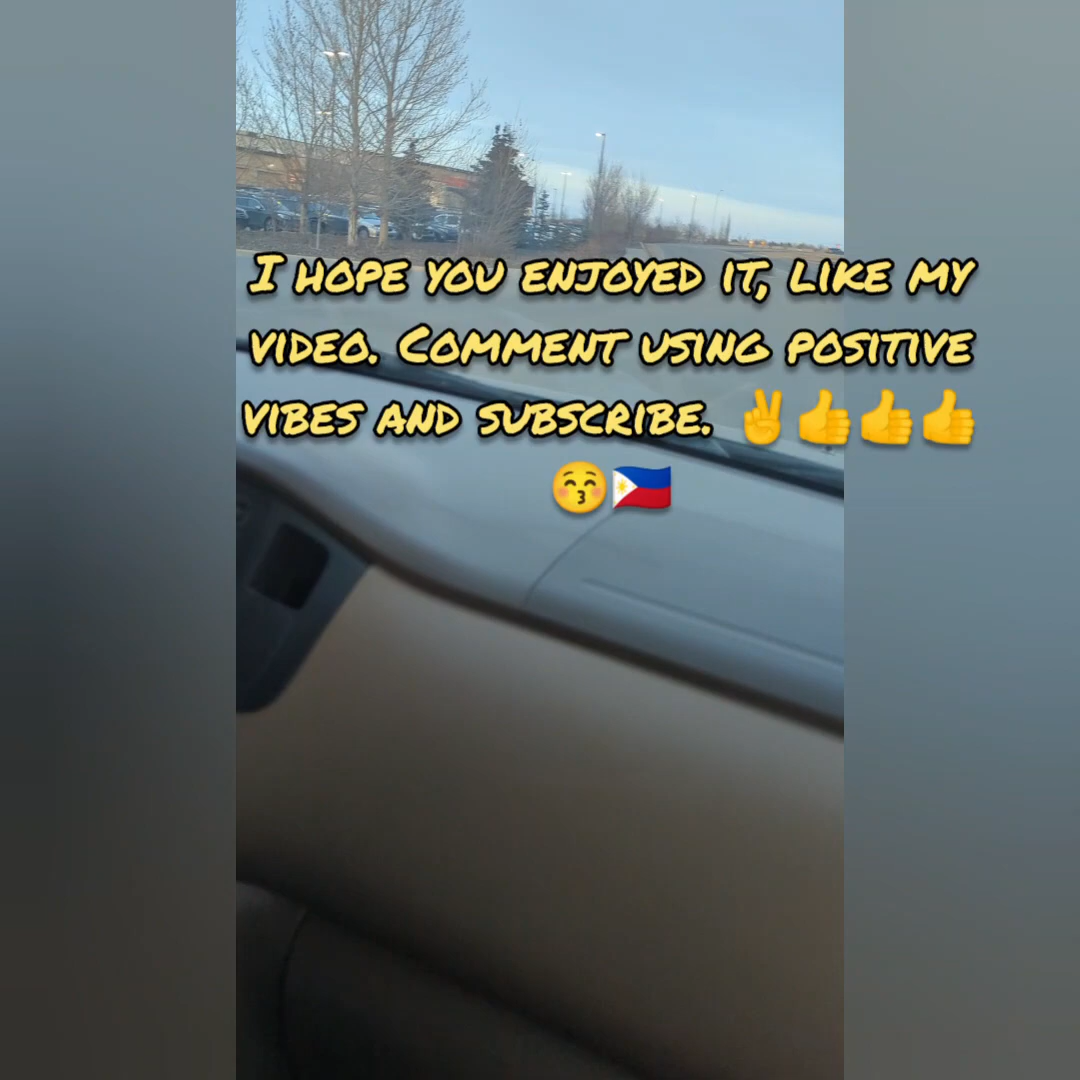 I hope you enjoyed it, like my
video. Comment using positive
vibes and subscribe. ✌👍👍👍
😚🇵🇭